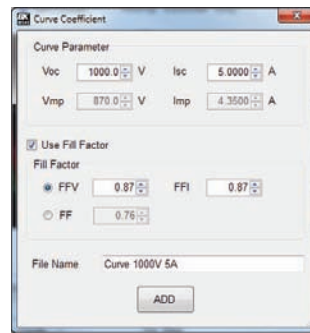 Curve Coefficient
Curve Parameter
Voc 1000.0 V Isc 5.0000 A
Vmp 870.0 V Imp 4.3500 A
Use Fill Factor
Fill Factor
FFV 0.87 FFI 0.87
FF 0.76
File Name Curve 1000V 5A
ADD